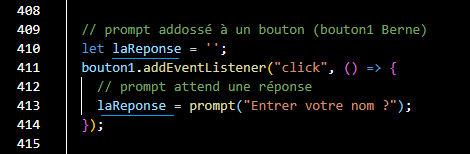 408
409 // prompt addossé à un bouton (bouton1 Berne)
410 let laReponse = '';
411 bouton1.addEventListener("click", () => {
412 // prompt attend une réponse
413 laReponse = prompt("Entrer votre nom ?");
414 });
415